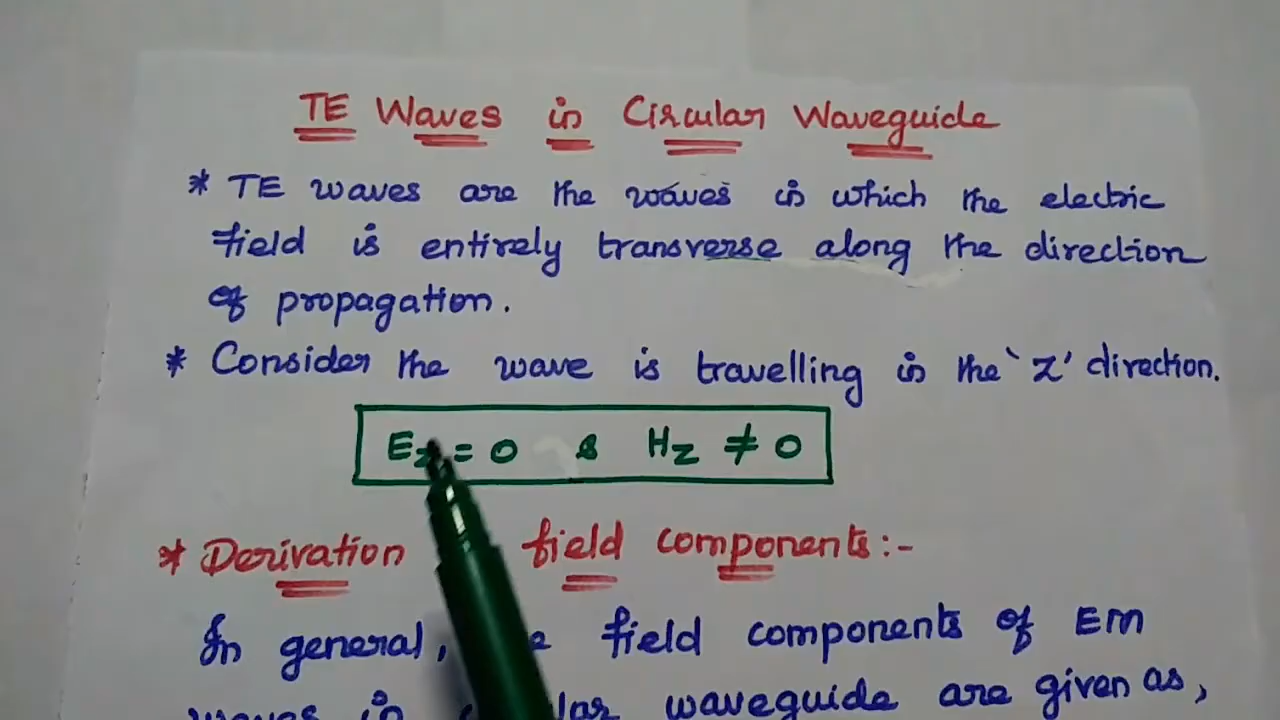 TE Waves in Circular Waveguide
* TE waves are the waves in which the electric
field is entirely transverse along the direction
of propagation.
* Consider the wave is travelling in the 'z' direction.
Ez = 0 & Hz ≠ 0
* Derivation field components:-
In general, field components of EM
waves in waveguide are given as,